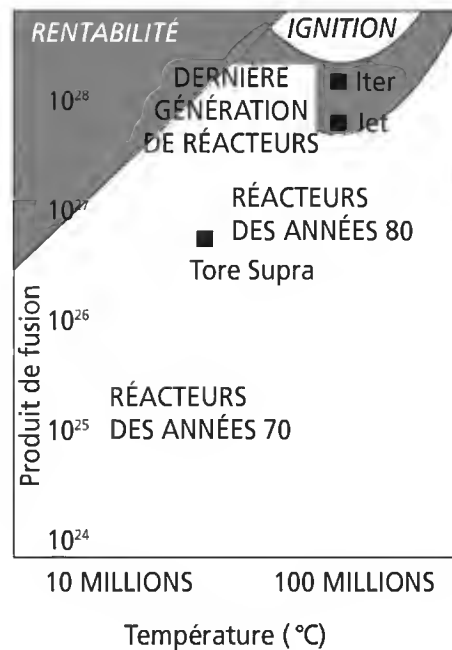 RENTABILITÉ
IGNITION
DERNIÈRE
GÉNÉRATION
DE RÉACTEURS
Iter
Jet
10²⁸
10²⁷
RÉACTEURS
DES ANNÉES 80
Tore Supra
10²⁶
RÉACTEURS
DES ANNÉES 70
10²⁵
10²⁴
Produit de fusion
10 MILLIONS
100 MILLIONS
Température (°C)